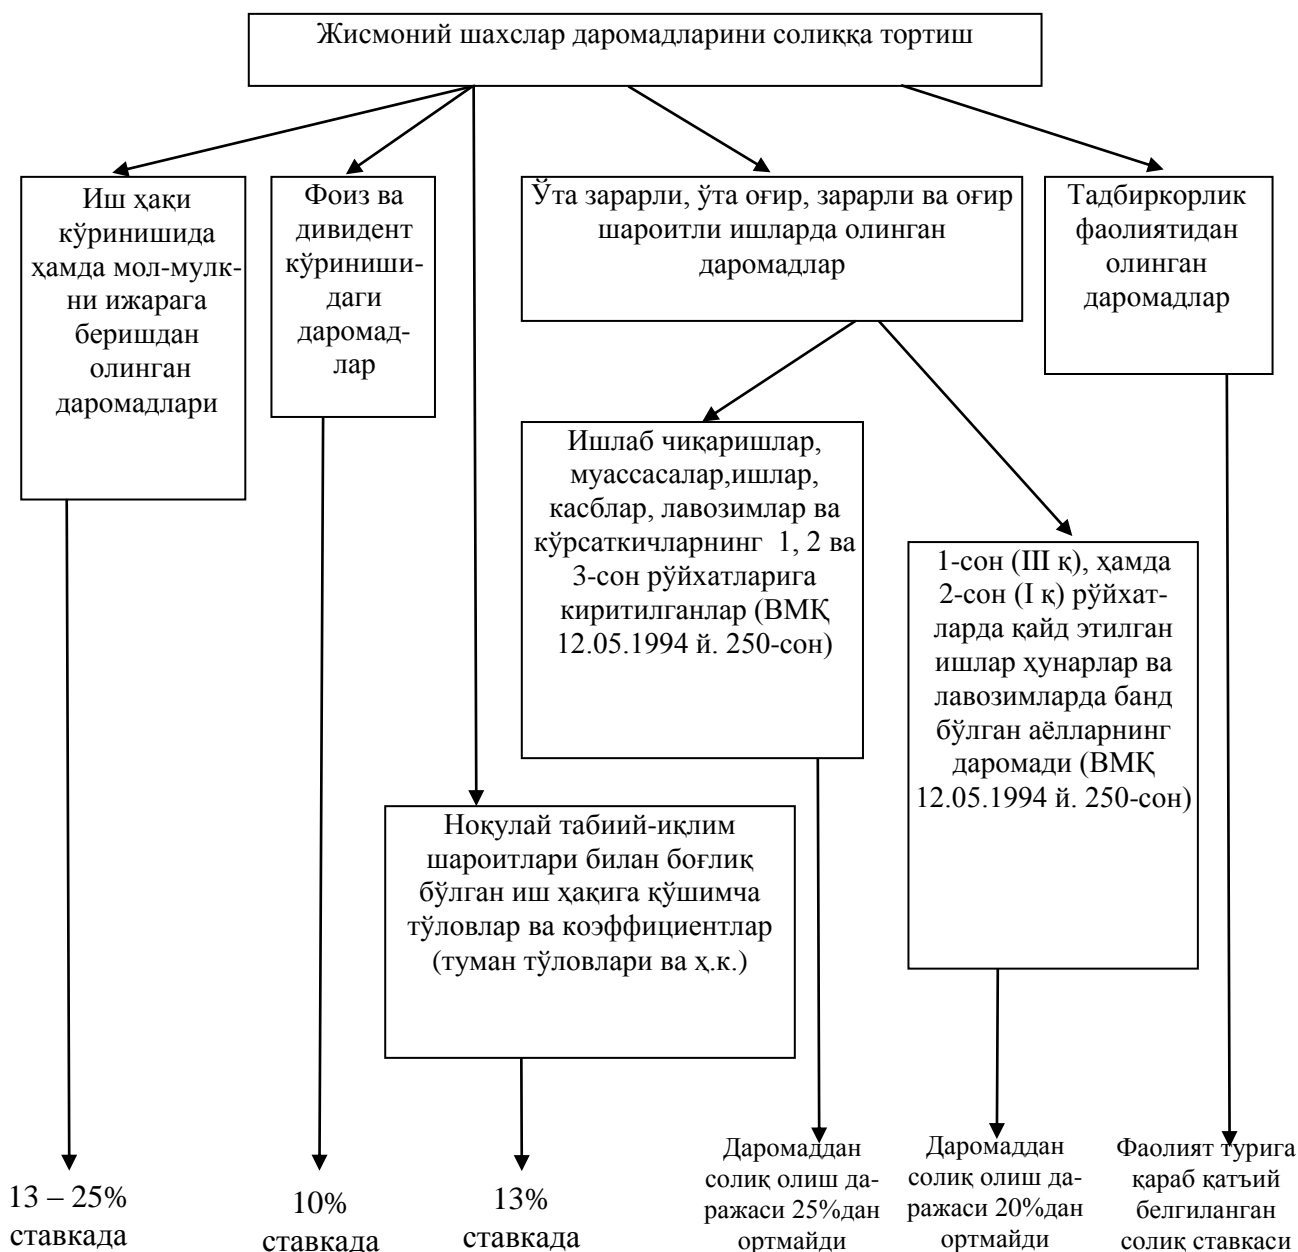 Жисмоний шахслар даромадларини солиққа тортиш
Иш ҳақи
кўринишида
ҳамда мол-мулк-
ни ижарага
беришдан
олинган
даромадлари
Фоиз ва
дивидент
кўриниши-
даги
даромад-
лар
Ўта зарарли, ўта оғир, зарарли ва оғир
шароитли ишларда олинган
даромадлар
Тадбиркорлик
фаолиятидан
олинган
даромадлар
Ишлаб чиқаришлар,
муассасалар,ишлар,
касблар, лавозимлар ва
кўрсаткичларнинг 1, 2 ва
3-сон рўйхатларига
киритилганлар (ВМҚ
12.05.1994 й. 250-сон)
1-сон (III қ), ҳамда
2-сон (I қ) рўйхат-
ларда қайд этилган
ишлар ҳунарлар ва
лавозимларда банд
бўлган аёлларнинг
даромади (ВМҚ
12.05.1994 й. 250-сон)
Ноқулай табиий-иқлим
шароитлари билан боғлиқ
бўлган иш ҳақига қўшимча
тўловлар ва коэффициентлар
(туман тўловлари ва ҳ.к.)
13 – 25%
ставкада
10%
ставкада
13%
ставкада
Даромаддан
солиқ олиш да-
ражаси 25%дан
ортмайди
Даромаддан
солиқ олиш да-
ражаси 20%дан
ортмайди
Фаолият турига
қараб қатъий
белгиланган
солиқ ставкаси